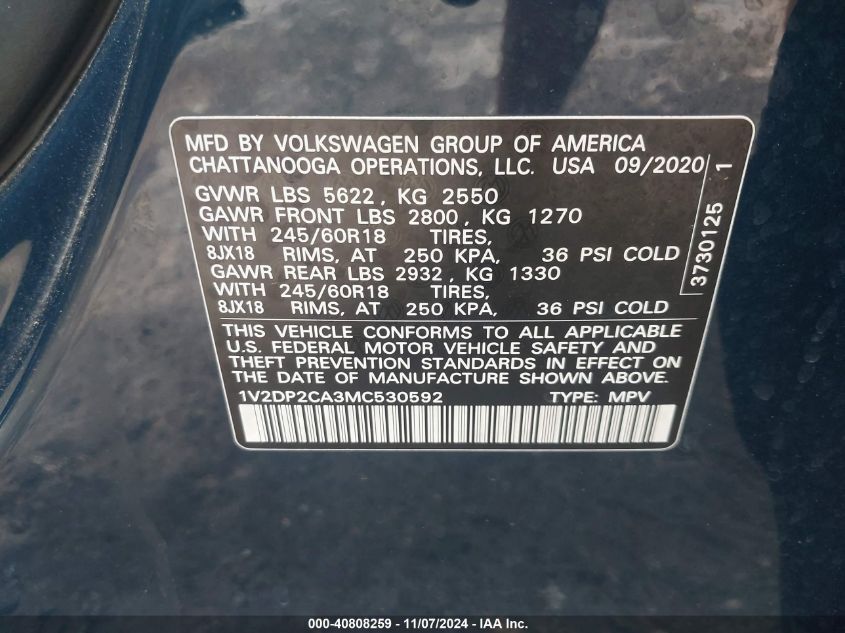 MFD BY VOLKSWAGEN GROUP OF AMERICA
CHATTANOOGA OPERATIONS, LLC. USA 09/2020
GVWR LBS 5622, KG 2550
GAWR FRONT LBS 2800, KG 1270
WITH 245/60R18 TIRES,
8JX18 RIMS, AT 250 KPA, 36 PSI COLD
GAWR REAR LBS 2932, KG 1330
WITH 245/60R18 TIRES,
8JX18 RIMS, AT 250 KPA, 36 PSI COLD
THIS VEHICLE CONFORMS TO ALL APPLICABLE
U.S. FEDERAL MOTOR VEHICLE SAFETY AND
THEFT PREVENTION STANDARDS IN EFFECT ON
THE DATE OF MANUFACTURE SHOWN ABOVE.
1V2DP2CA3MC530592 TYPE: MPV
3730125 1
000-40808259 - 11/07/2024 - IAA Inc.